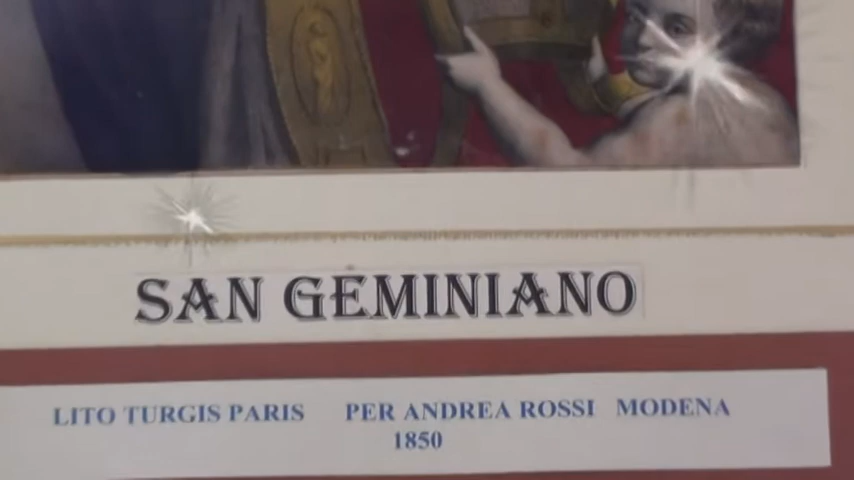 SAN GEMINIANO
LITO TURGIS PARIS PER ANDREA ROSSI MODENA
1850